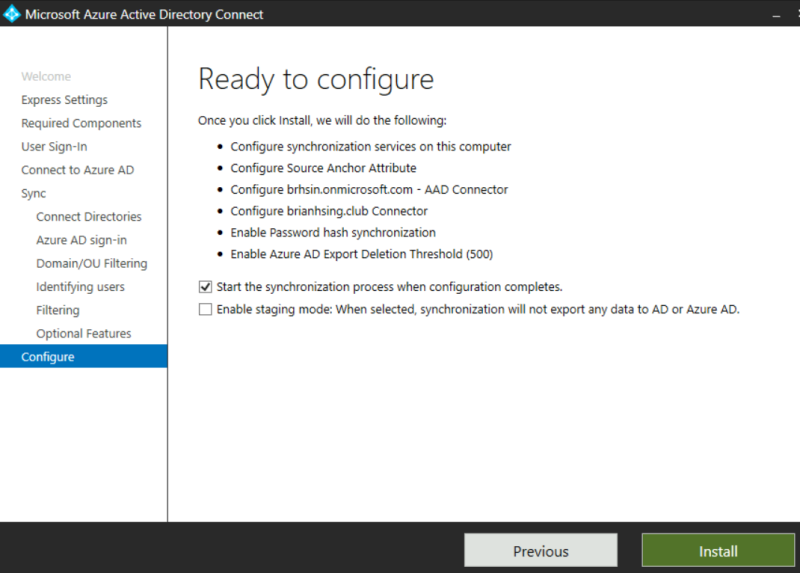 Microsoft Azure Active Directory Connect
Welcome
Express Settings
Required Components
User Sign-In
Connect to Azure AD
Sync
Connect Directories
Azure AD sign-in
Domain/OU Filtering
Identifying users
Filtering
Optional Features
Configure
Ready to configure
Once you click Install, we will do the following:
Configure synchronization services on this computer
Configure Source Anchor Attribute
Configure brhsin.onmicrosoft.com - AAD Connector
Configure brianhsing.club Connector
Enable Password hash synchronization
Enable Azure AD Export Deletion Threshold (500)
Start the synchronization process when configuration completes.
Enable staging mode: When selected, synchronization will not export any data to AD or Azure AD.
Previous
Install